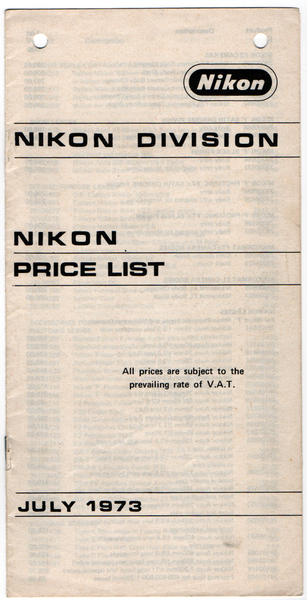 Nikon
NIKON DIVISION
NIKON
PRICE LIST
All prices are subject to the
prevailing rate of V.A.T.
JULY 1973